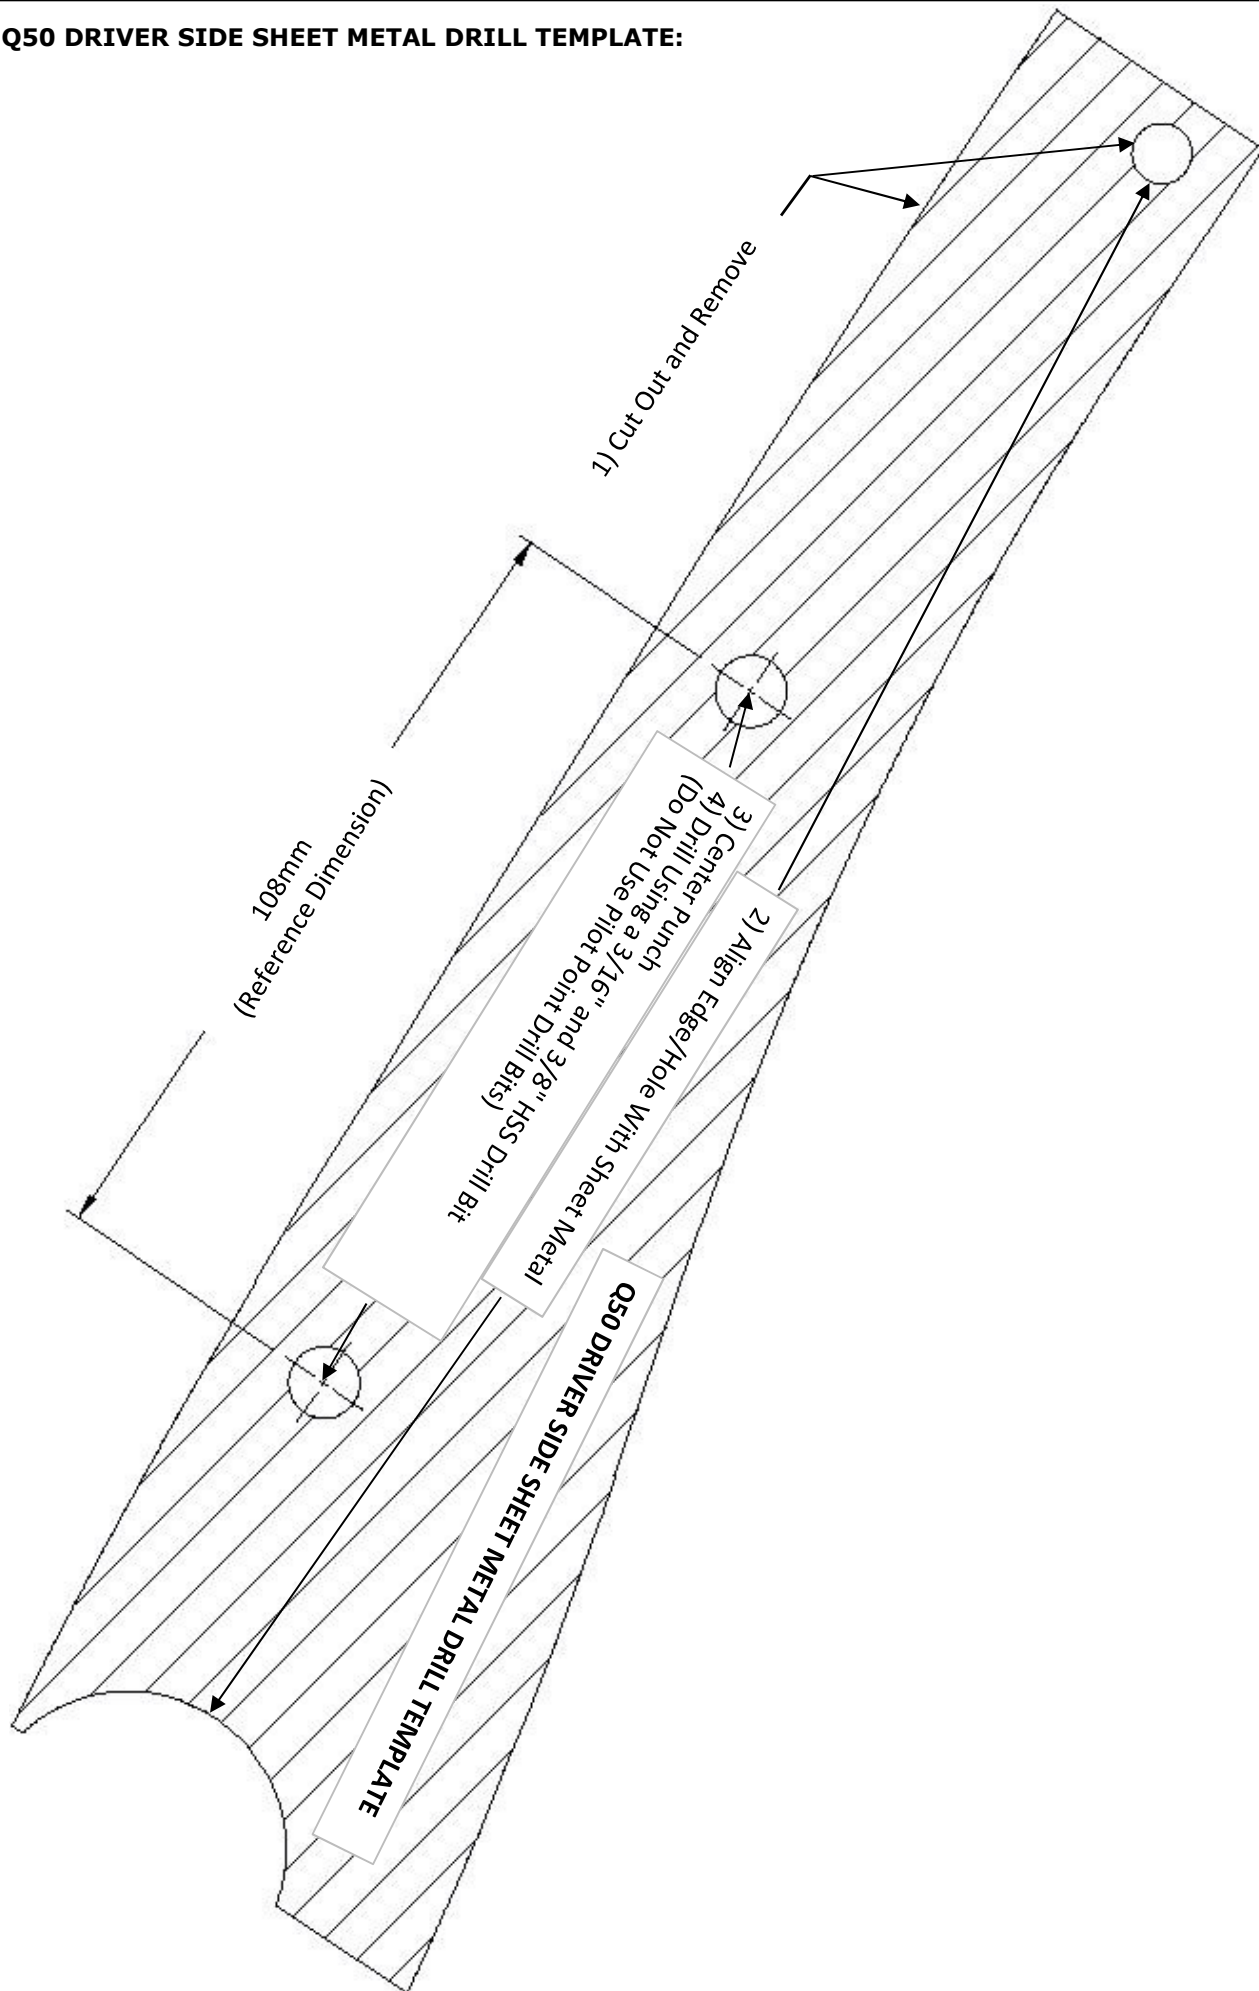 Q50 DRIVER SIDE SHEET METAL DRILL TEMPLATE:
1) Cut Out and Remove
108mm
(Reference Dimension)
3) Center Punch
4) Drill Using a 3/16" and 3/8" HSS Drill Bit
(Do Not Use Pilot Point Drill Bits)
2) Align Edge/Hole With Sheet Metal
Q50 DRIVER SIDE SHEET METAL DRILL TEMPLATE